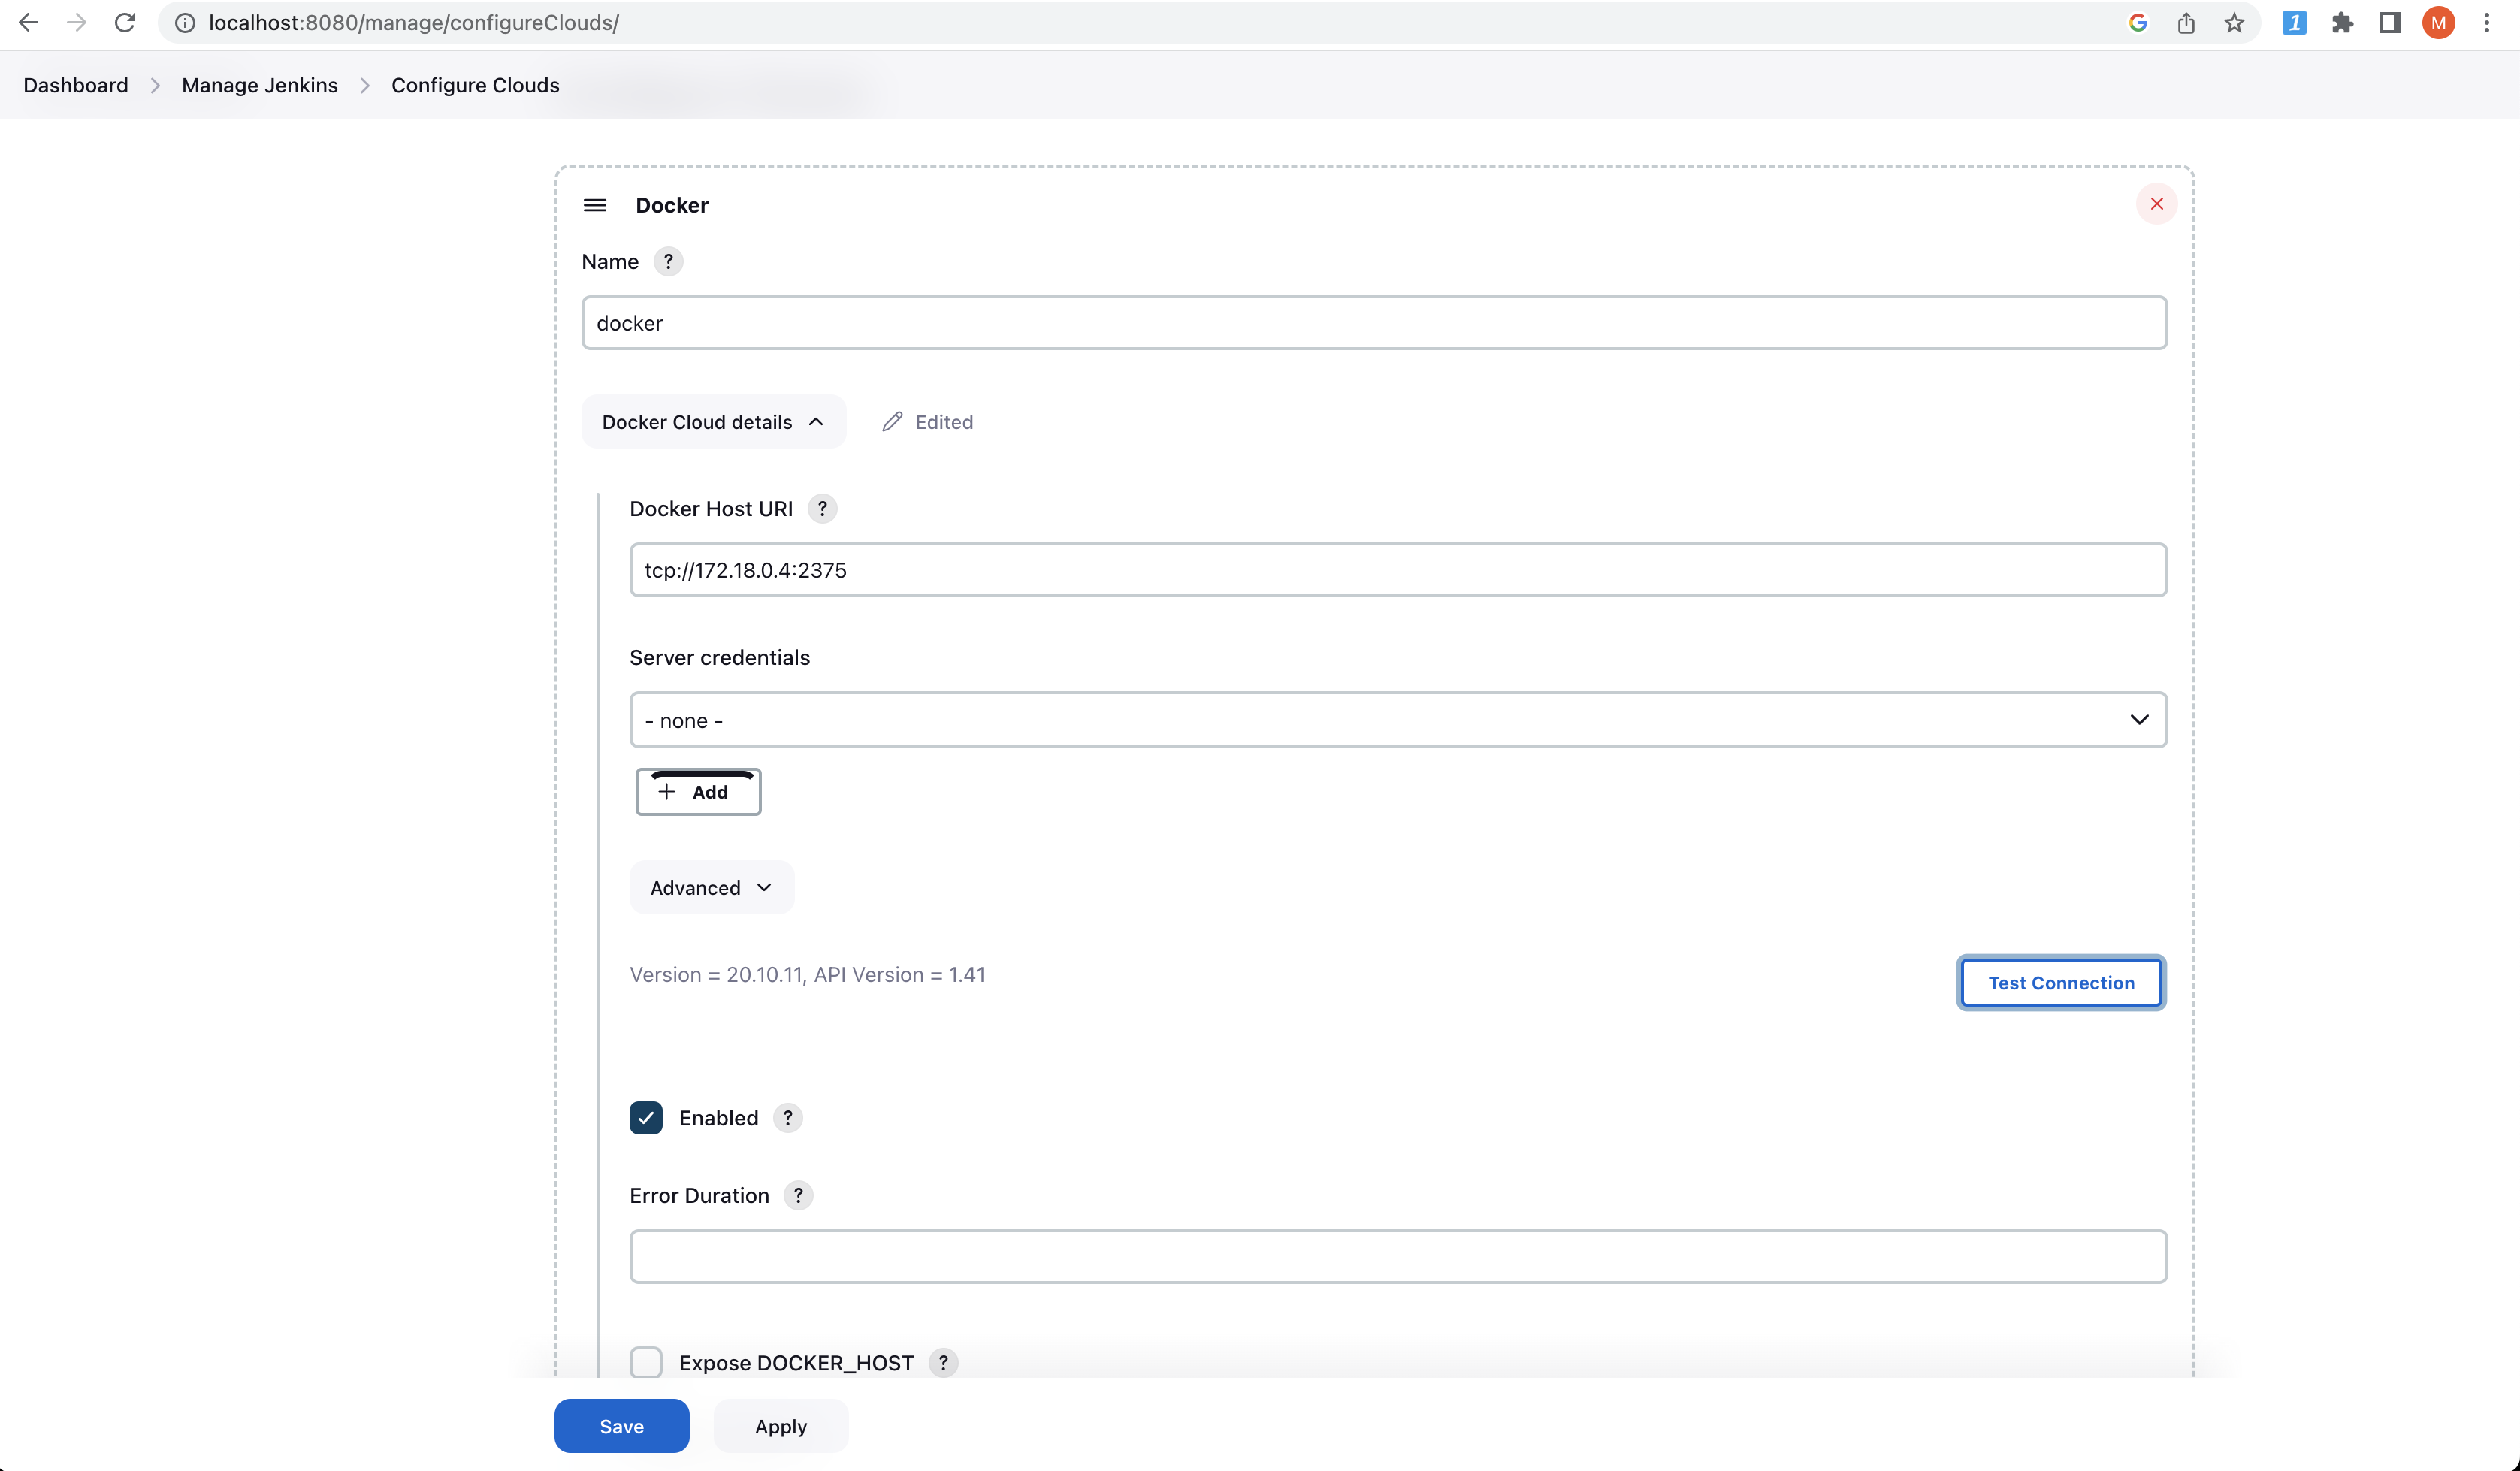 localhost:8080/manage/configureClouds/
1
M
Dashboard > Manage Jenkins > Configure Clouds
Docker
Name ?
docker
Docker Cloud details Edited
Docker Host URI ?
tcp://172.18.0.4:2375
Server credentials
- none -
+ Add
Advanced
Version = 20.10.11, API Version = 1.41
Test Connection
Enabled ?
Error Duration ?
Expose DOCKER_HOST ?
Save Apply